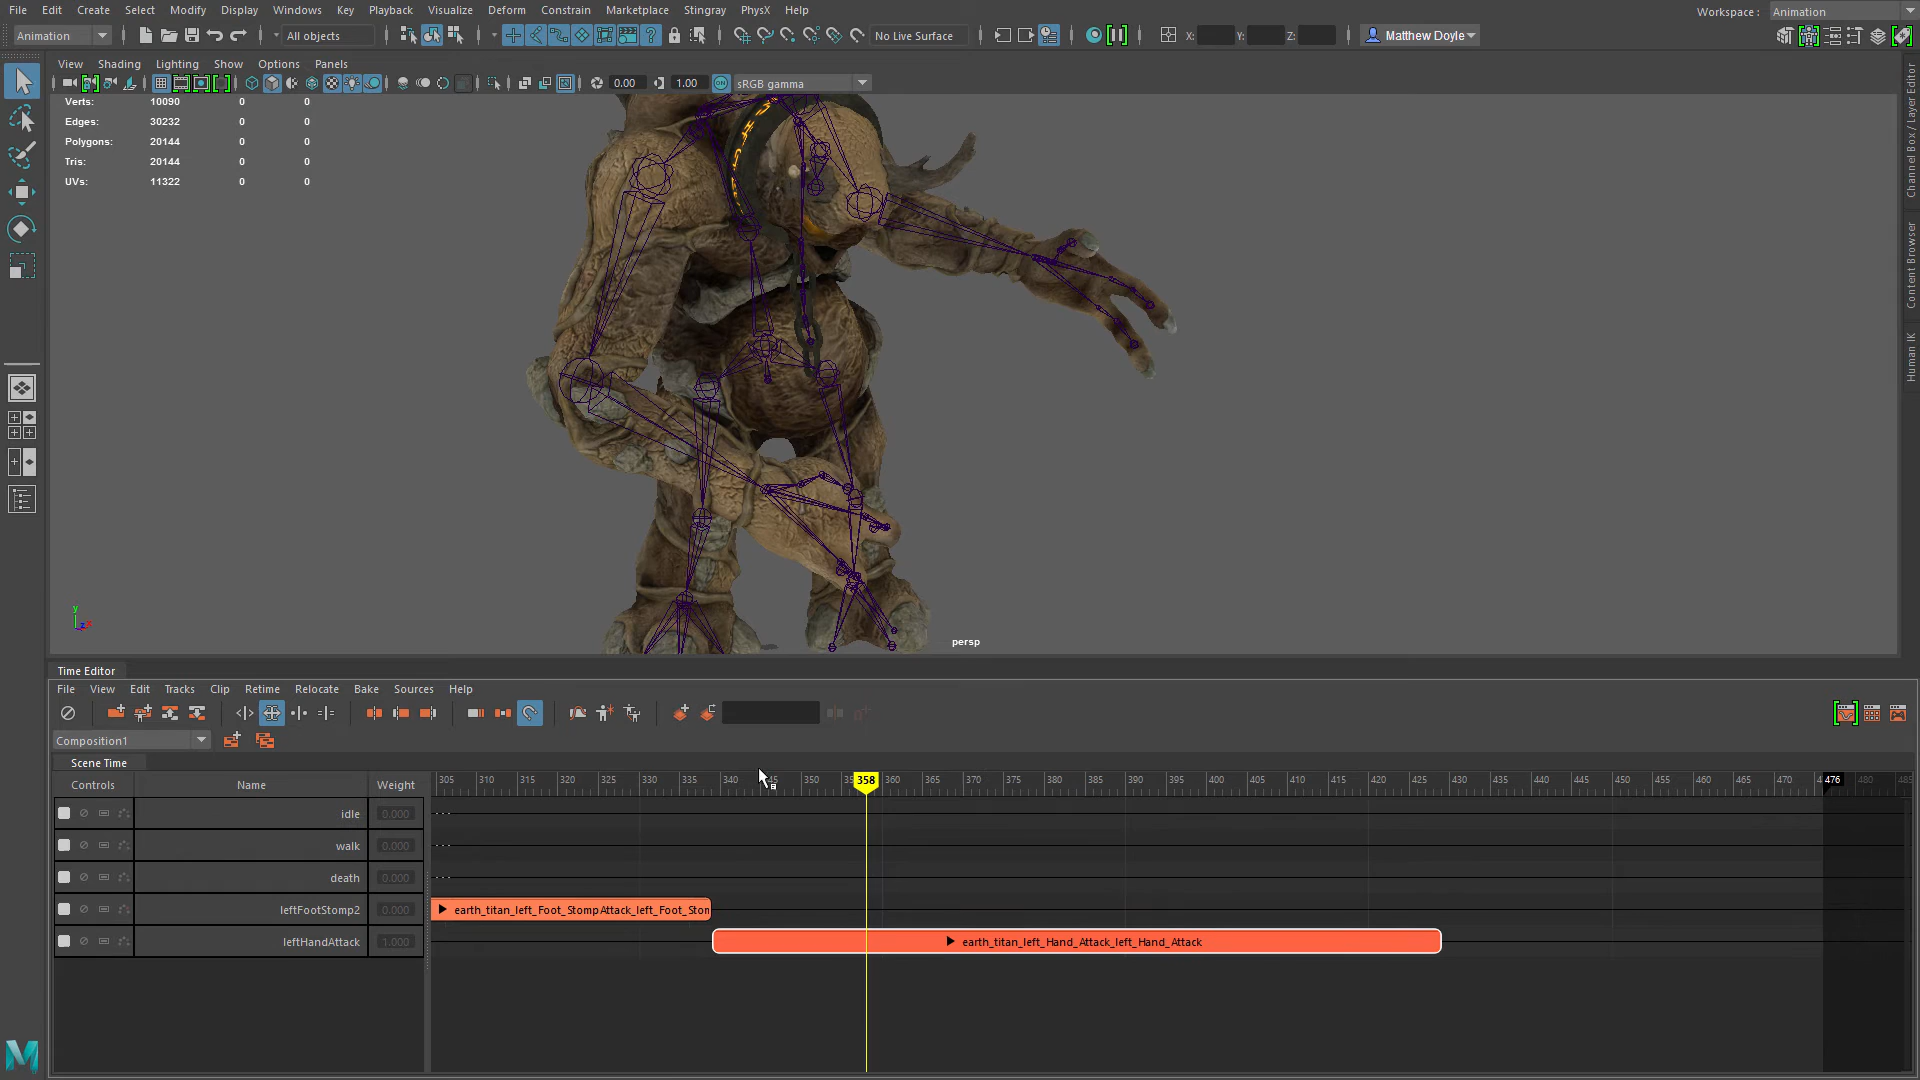 File Edit Create Select Modify Display Windows Key Playback Visualize Deform Constrain Marketplace Stingray PhysX Help
Workspace : Animation
Animation All objects No Live Surface X: Y: Z: Matthew Doyle
View Shading Lighting Show Options Panels
0.00 1.00 ON sRGB gamma
Verts: 10090 0 0
Edges: 30232 0 0
Polygons: 20144 0 0
Tris: 20144 0 0
UVs: 11322 0 0
Channel Box / Layer Editor
Content Browser
Human IK
y
z x
persp
Time Editor
File View Edit Tracks Clip Retime Relocate Bake Sources Help
Composition1
Scene Time
Controls Name Weight
305 310 315 320 325 330 335 340 358 360 365 370 375 380 385 390 395 400 405 410 415 420 425 430 435 440 445 450 455 460 465 470 476 480
idle 0.000
walk 0.000
death 0.000
leftFootStomp2 0.000 earth_titan_left_Foot_StompAttack_left_Foot_Ston
leftHandAttack 1.000 earth_titan_left_Hand_Attack_left_Hand_Attack
M